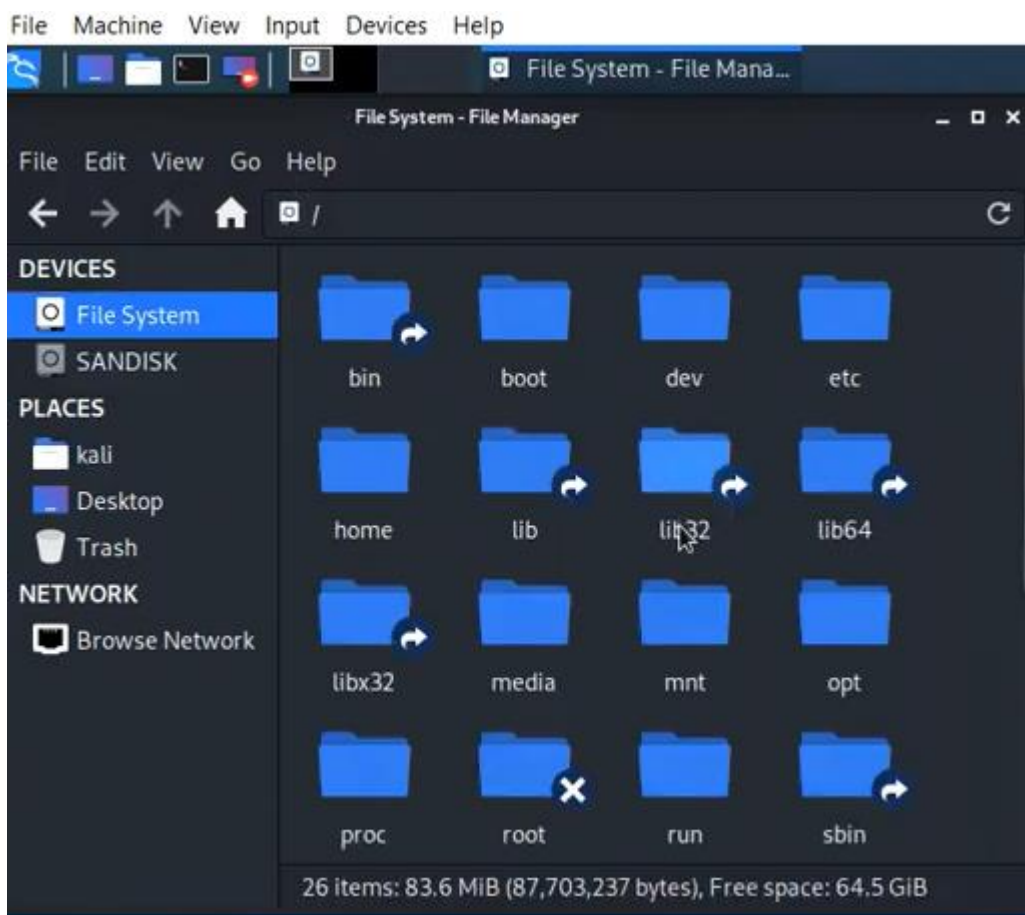 File Machine View Input Devices Help
File System - File Mana...
File System - File Manager
File Edit View Go Help
/
DEVICES
File System
SANDISK
PLACES
kali
Desktop
Trash
NETWORK
Browse Network
bin boot dev etc
home lib lib32 lib64
libx32 media mnt opt
proc root run sbin
26 items: 83.6 MiB (87,703,237 bytes), Free space: 64.5 GiB